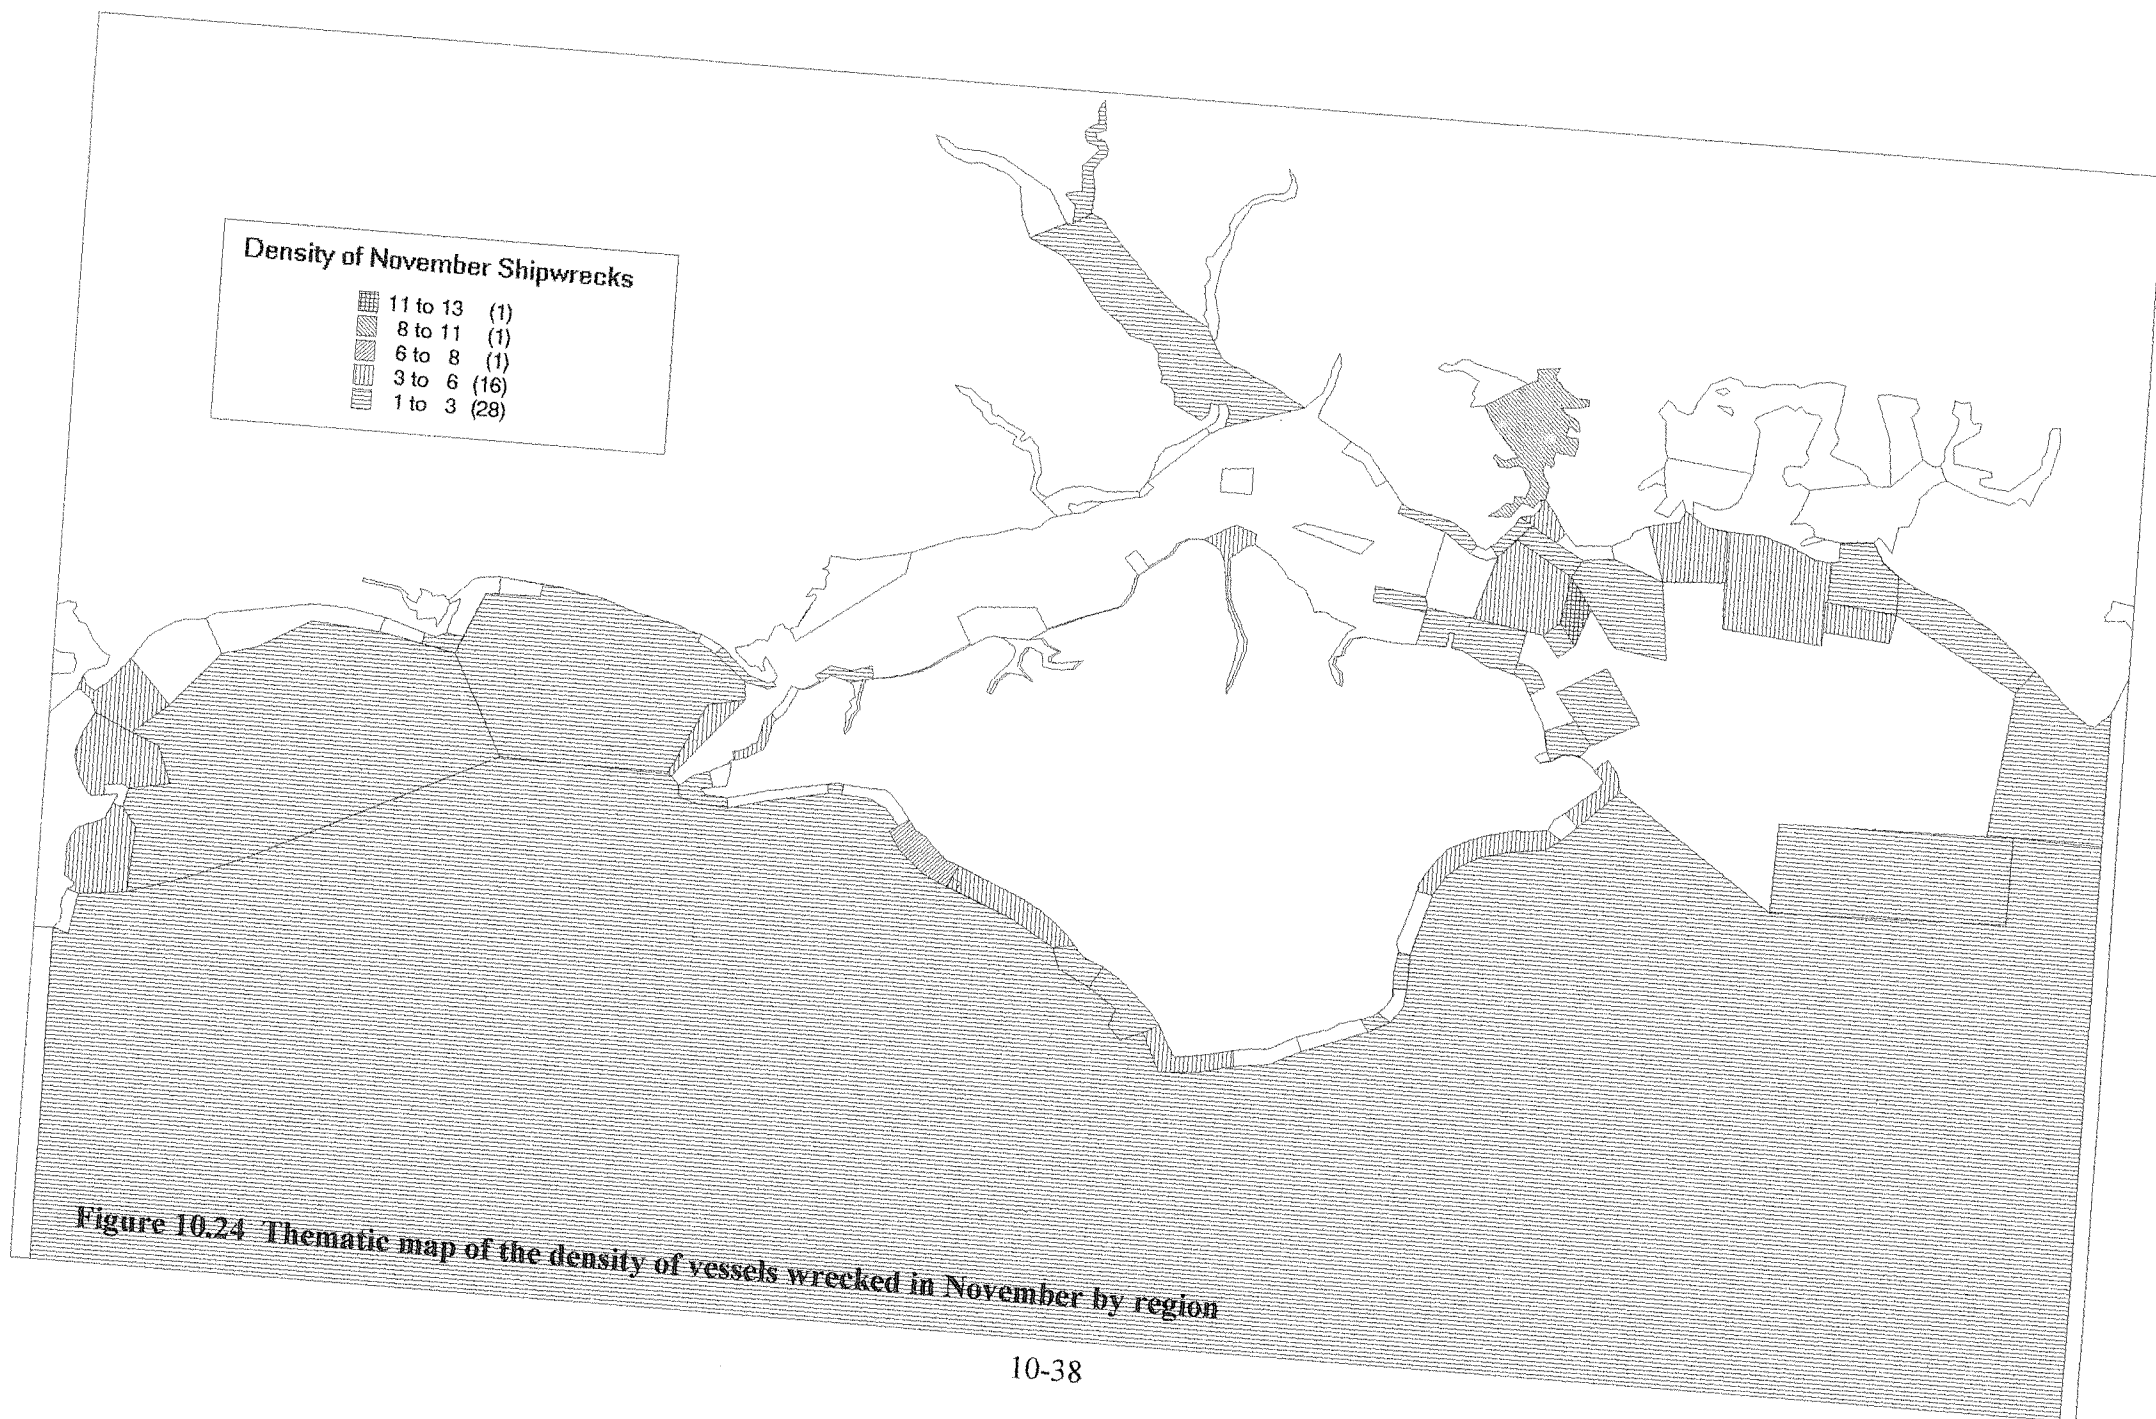 Density of November Shipwrecks
11 to 13 (1)
8 to 11 (1)
6 to 8 (1)
3 to 6 (16)
1 to 3 (28)
Figure 10.24 Thematic map of the density of vessels wrecked in November by region
10-38